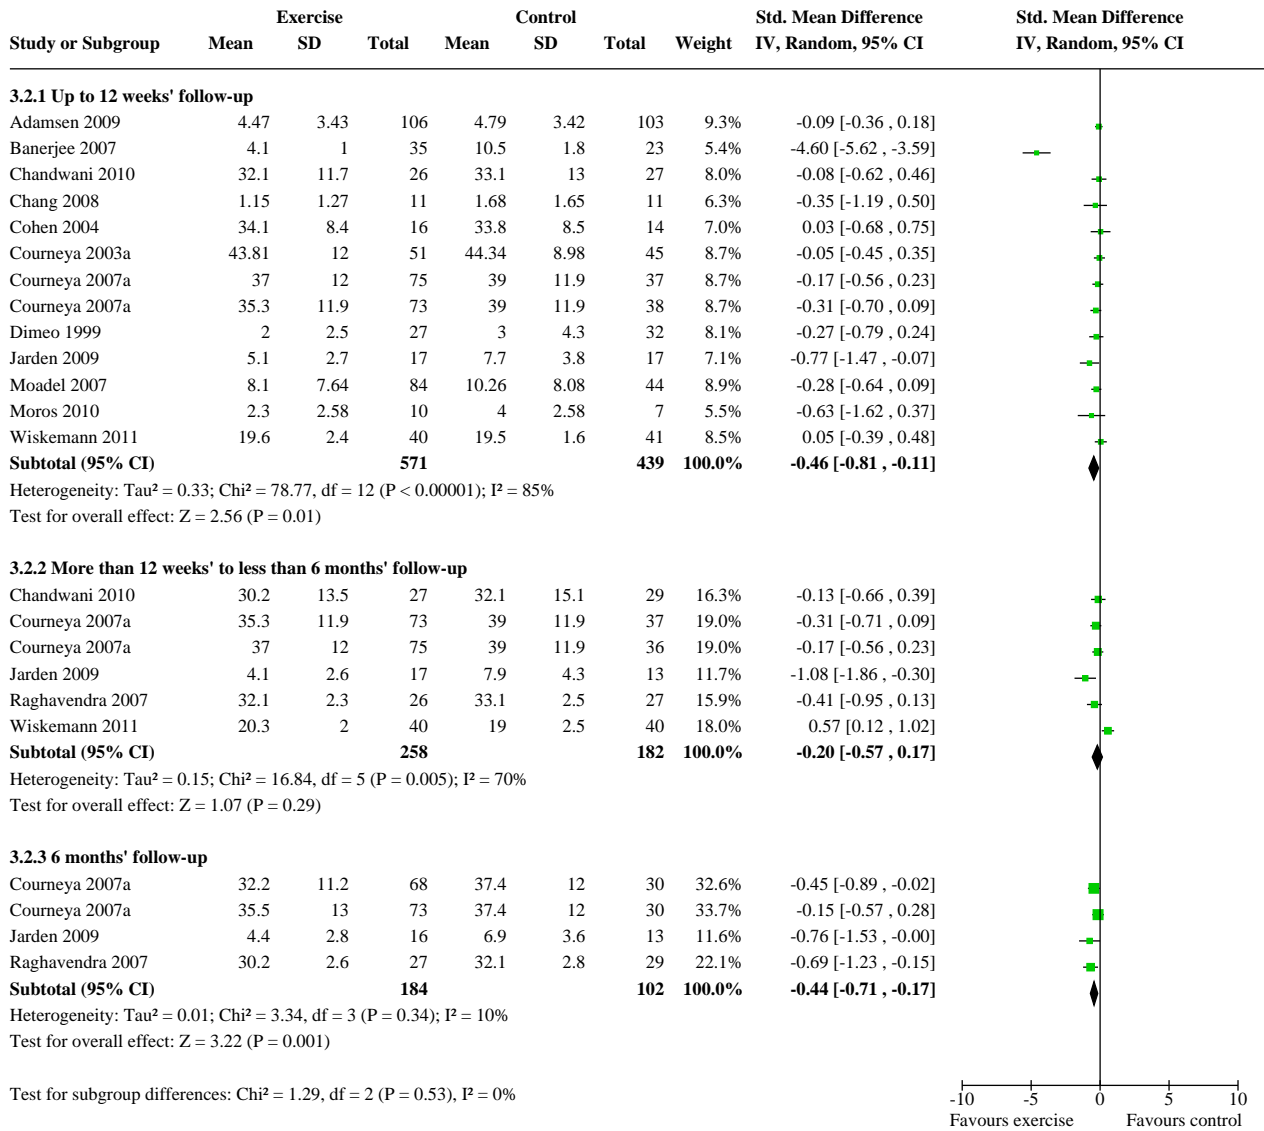 Exercise Control Std. Mean Difference Std. Mean Difference
Study or Subgroup Mean SD Total Mean SD Total Weight IV, Random, 95% CI IV, Random, 95% CI
3.2.1 Up to 12 weeks' follow-up
Adamsen 2009 4.47 3.43 106 4.79 3.42 103 9.3% -0.09 [-0.36 , 0.18]
Banerjee 2007 4.1 1 35 10.5 1.8 23 5.4% -4.60 [-5.62 , -3.59]
Chandwani 2010 32.1 11.7 26 33.1 13 27 8.0% -0.08 [-0.62 , 0.46]
Chang 2008 1.15 1.27 11 1.68 1.65 11 6.3% -0.35 [-1.19 , 0.50]
Cohen 2004 34.1 8.4 16 33.8 8.5 14 7.0% 0.03 [-0.68 , 0.75]
Courneya 2003a 43.81 12 51 44.34 8.98 45 8.7% -0.05 [-0.45 , 0.35]
Courneya 2007a 37 12 75 39 11.9 37 8.7% -0.17 [-0.56 , 0.23]
Courneya 2007a 35.3 11.9 73 39 11.9 38 8.7% -0.31 [-0.70 , 0.09]
Dimeo 1999 2 2.5 27 3 4.3 32 8.1% -0.27 [-0.79 , 0.24]
Jarden 2009 5.1 2.7 17 7.7 3.8 17 7.1% -0.77 [-1.47 , -0.07]
Moadel 2007 8.1 7.64 84 10.26 8.08 44 8.9% -0.28 [-0.64 , 0.09]
Moros 2010 2.3 2.58 10 4 2.58 7 5.5% -0.63 [-1.62 , 0.37]
Wiskemann 2011 19.6 2.4 40 19.5 1.6 41 8.5% 0.05 [-0.39 , 0.48]
Subtotal (95% CI) 571 439 100.0% -0.46 [-0.81 , -0.11]
Heterogeneity: Tau² = 0.33; Chi² = 78.77, df = 12 (P < 0.00001); I² = 85%
Test for overall effect: Z = 2.56 (P = 0.01)
3.2.2 More than 12 weeks' to less than 6 months' follow-up
Chandwani 2010 30.2 13.5 27 32.1 15.1 29 16.3% -0.13 [-0.66 , 0.39]
Courneya 2007a 35.3 11.9 73 39 11.9 37 19.0% -0.31 [-0.71 , 0.09]
Courneya 2007a 37 12 75 39 11.9 36 19.0% -0.17 [-0.56 , 0.23]
Jarden 2009 4.1 2.6 17 7.9 4.3 13 11.7% -1.08 [-1.86 , -0.30]
Raghavendra 2007 32.1 2.3 26 33.1 2.5 27 15.9% -0.41 [-0.95 , 0.13]
Wiskemann 2011 20.3 2 40 19 2.5 40 18.0% 0.57 [0.12 , 1.02]
Subtotal (95% CI) 258 182 100.0% -0.20 [-0.57 , 0.17]
Heterogeneity: Tau² = 0.15; Chi² = 16.84, df = 5 (P = 0.005); I² = 70%
Test for overall effect: Z = 1.07 (P = 0.29)
3.2.3 6 months' follow-up
Courneya 2007a 32.2 11.2 68 37.4 12 30 32.6% -0.45 [-0.89 , -0.02]
Courneya 2007a 35.5 13 73 37.4 12 30 33.7% -0.15 [-0.57 , 0.28]
Jarden 2009 4.4 2.8 16 6.9 3.6 13 11.6% -0.76 [-1.53 , -0.00]
Raghavendra 2007 30.2 2.6 27 32.1 2.8 29 22.1% -0.69 [-1.23 , -0.15]
Subtotal (95% CI) 184 102 100.0% -0.44 [-0.71 , -0.17]
Heterogeneity: Tau² = 0.01; Chi² = 3.34, df = 3 (P = 0.34); I² = 10%
Test for overall effect: Z = 3.22 (P = 0.001)
Test for subgroup differences: Chi² = 1.29, df = 2 (P = 0.53), I² = 0%
-10 -5 0 5 10
Favours exercise Favours control